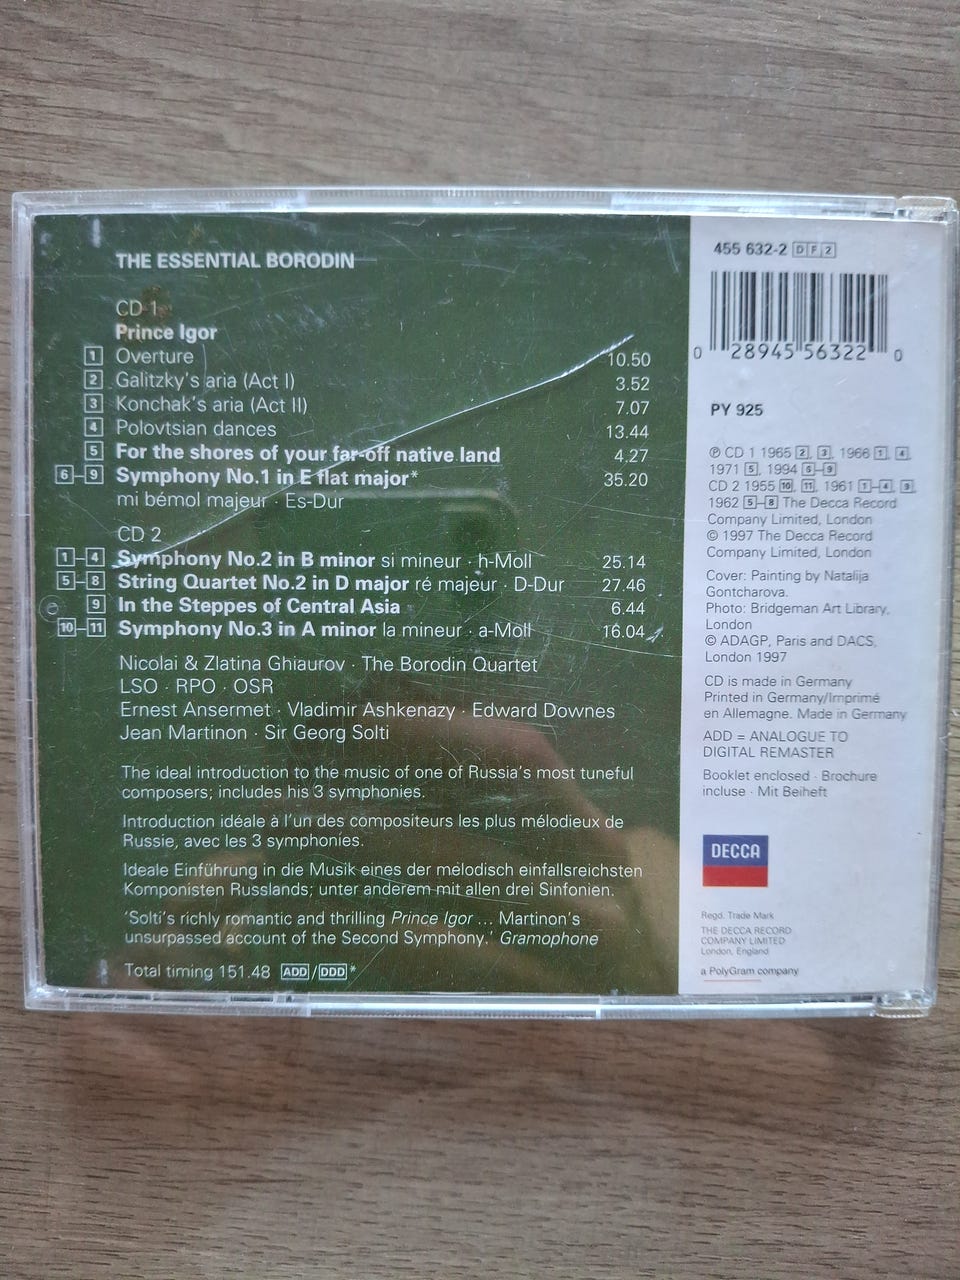 THE ESSENTIAL BORODIN
CD 1
Prince Igor
1 Overture 10.50
2 Galitzky's aria (Act I) 3.52
3 Konchak's aria (Act II) 7.07
4 Polovtsian dances 13.44
5 For the shores of your far-off native land 4.27
6–9 Symphony No.1 in E flat major* 35.20
mi bémol majeur · Es-Dur
CD 2
1–4 Symphony No.2 in B minor si mineur · h-Moll 25.14
5–8 String Quartet No.2 in D major ré majeur · D-Dur 27.46
9 In the Steppes of Central Asia 6.44
10–11 Symphony No.3 in A minor la mineur · a-Moll 16.04
Nicolai & Zlatina Ghiaurov · The Borodin Quartet
LSO · RPO · OSR
Ernest Ansermet · Vladimir Ashkenazy · Edward Downes
Jean Martinon · Sir Georg Solti
The ideal introduction to the music of one of Russia's most tuneful
composers; includes his 3 symphonies.
Introduction idéale à l'un des compositeurs les plus mélodieux de
Russie, avec les 3 symphonies.
Ideale Einführung in die Musik eines der melodisch einfallsreichsten
Komponisten Russlands; unter anderem mit allen drei Sinfonien.
'Solti's richly romantic and thrilling Prince Igor ... Martinon's
unsurpassed account of the Second Symphony.' Gramophone
Total timing 151.48 ADD/DDD*
455 632-2 DF2
0 28945 56322 0
PY 925
℗ CD 1 1965 2, 3, 1966 1, 4,
1971 5, 1994 6–9
CD 2 1955 10, 11, 1961 1–4, 9,
1962 5–8 The Decca Record
Company Limited, London
© 1997 The Decca Record
Company Limited, London
Cover: Painting by Natalija
Gontcharova.
Photo: Bridgeman Art Library,
London
© ADAGP, Paris and DACS,
London 1997
CD is made in Germany
Printed in Germany/Imprimé
en Allemagne. Made in Germany
ADD = ANALOGUE TO
DIGITAL REMASTER
Booklet enclosed · Brochure
incluse · Mit Beiheft
DECCA
Regd. Trade Mark
THE DECCA RECORD
COMPANY LIMITED
London, England
a PolyGram company